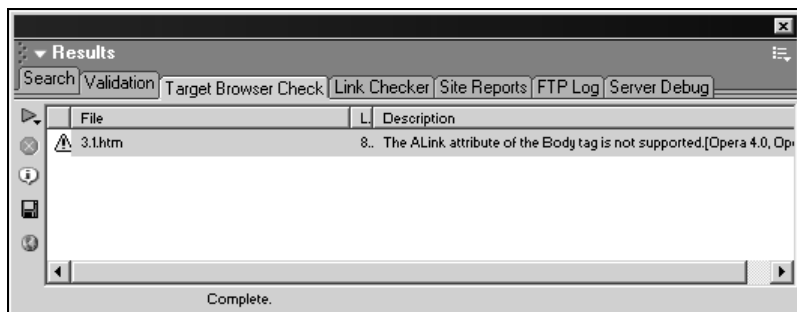 Results
Search Validation Target Browser Check Link Checker Site Reports FTP Log Server Debug
File L. Description
3.1.htm 8.. The ALink attribute of the Body tag is not supported.[Opera 4.0, Op
Complete.